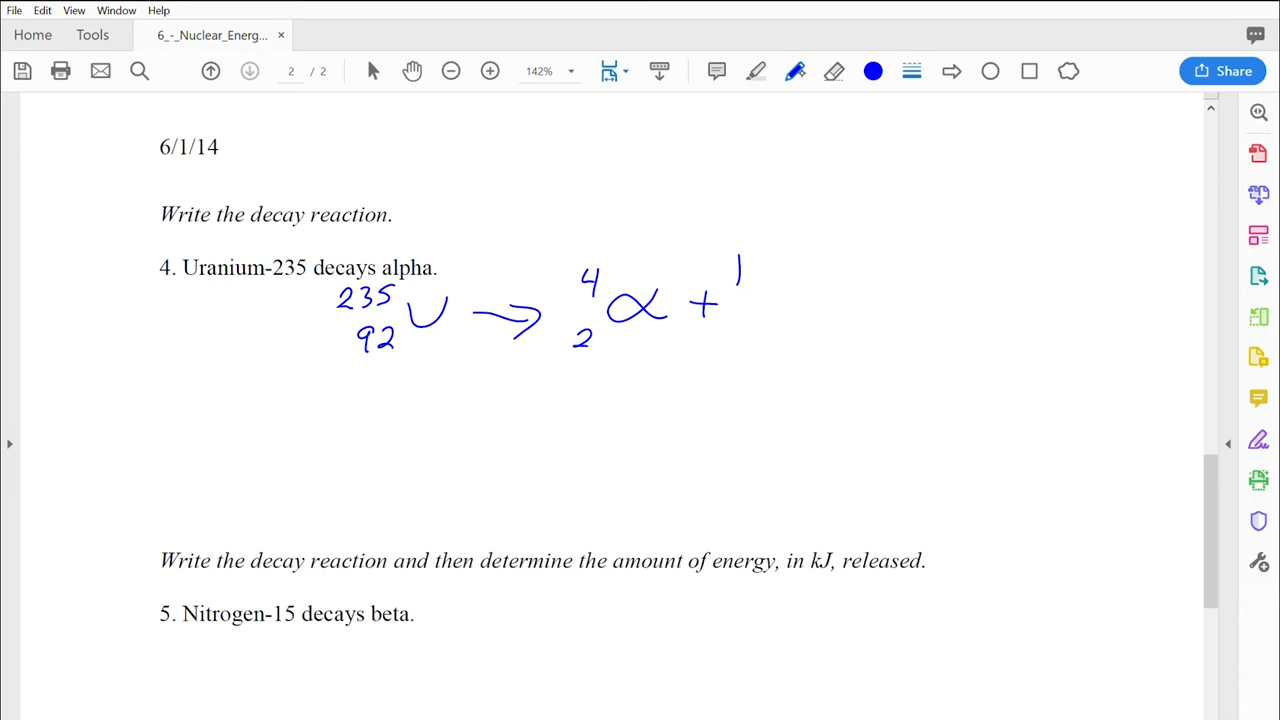 File Edit View Window Help
Home Tools 6_-_Nuclear_Energ... ×
2 / 2 142% Share
6/1/14
Write the decay reaction.
4. Uranium-235 decays alpha.
235 4 1
U → α +
92 2
Write the decay reaction and then determine the amount of energy, in kJ, released.
5. Nitrogen-15 decays beta.